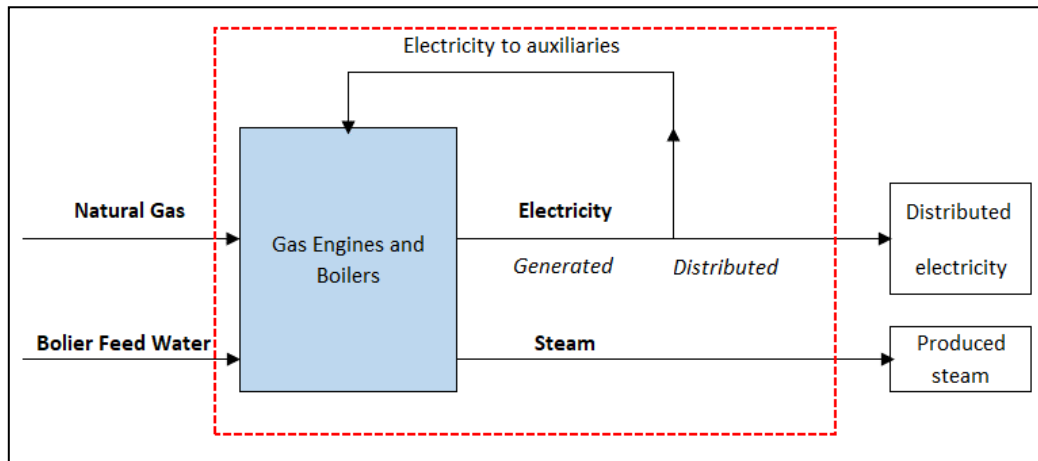 Electricity to auxiliaries
Natural Gas
Electricity
Distributed
electricity
Gas Engines and
Boilers
Generated
Distributed
Bolier Feed Water
Steam
Produced
steam